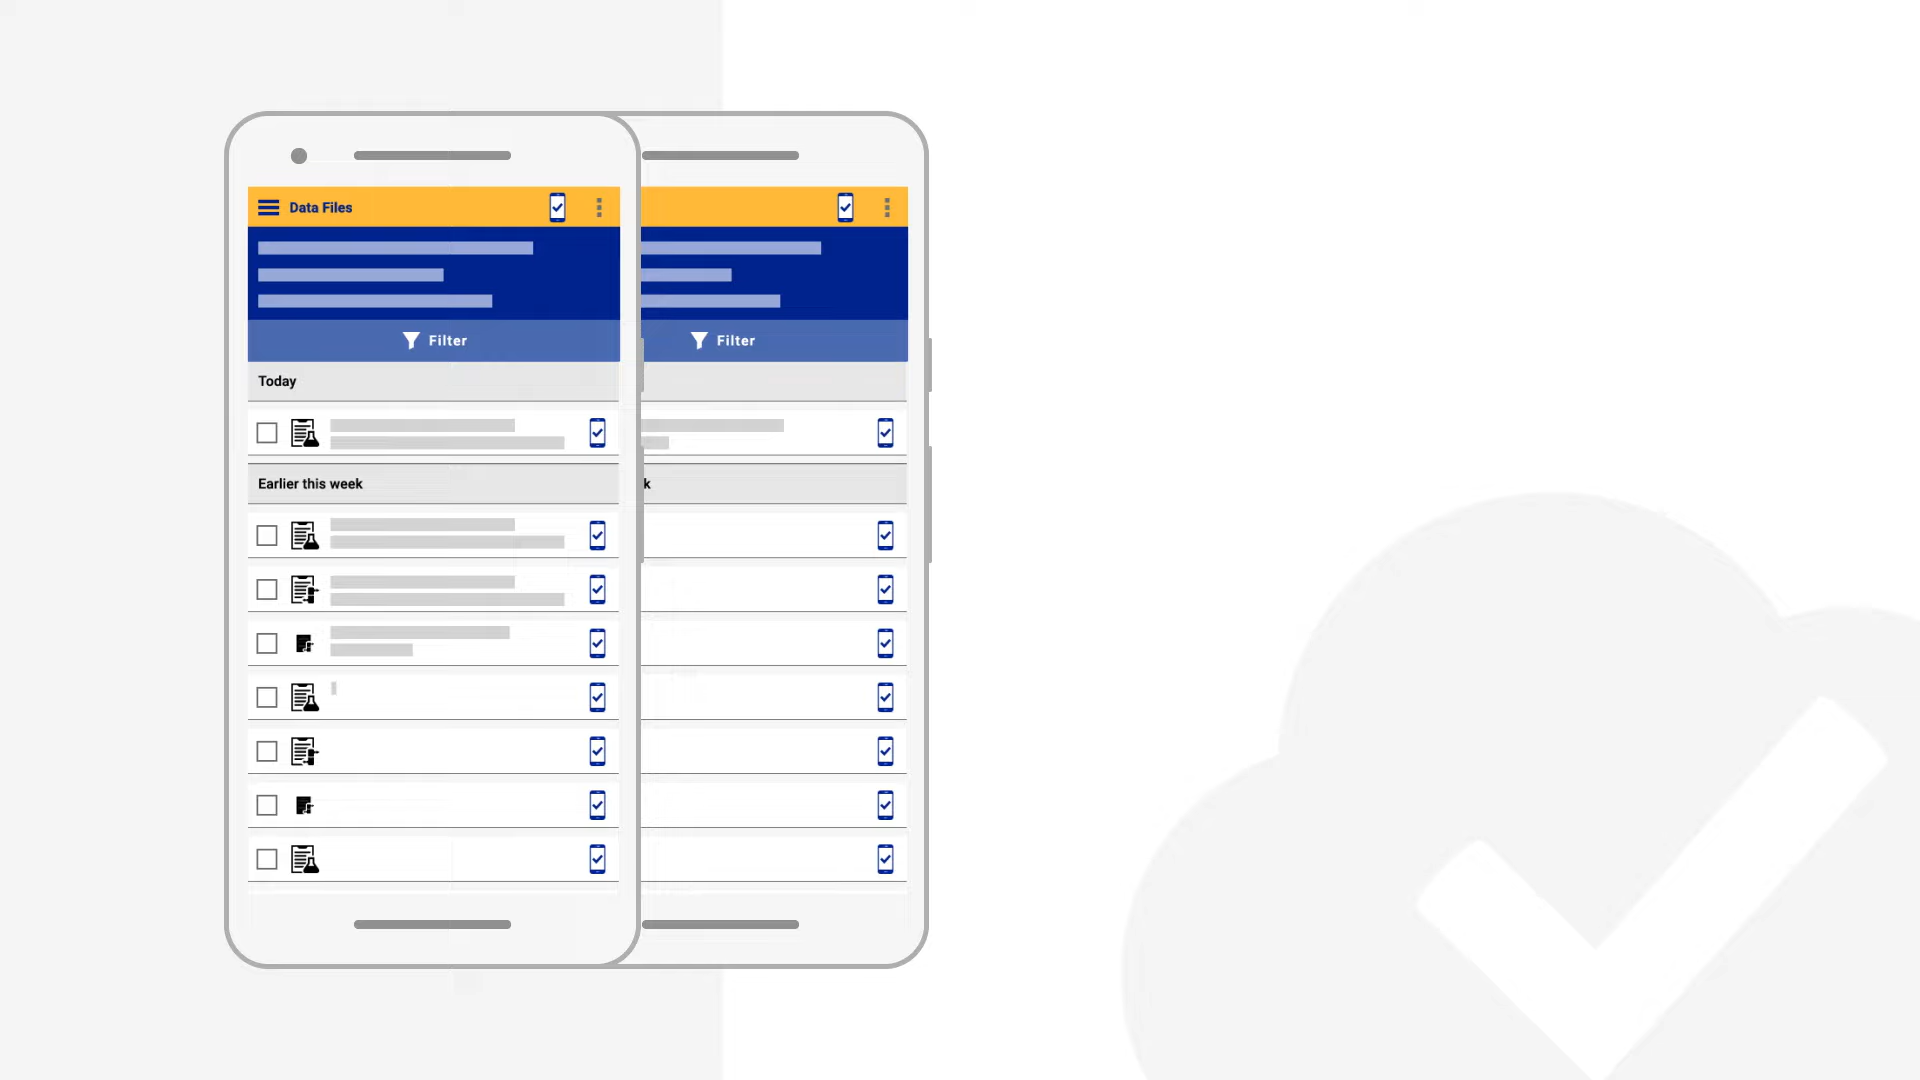 Data Files
Filter
Filter
Today
Earlier this week
k